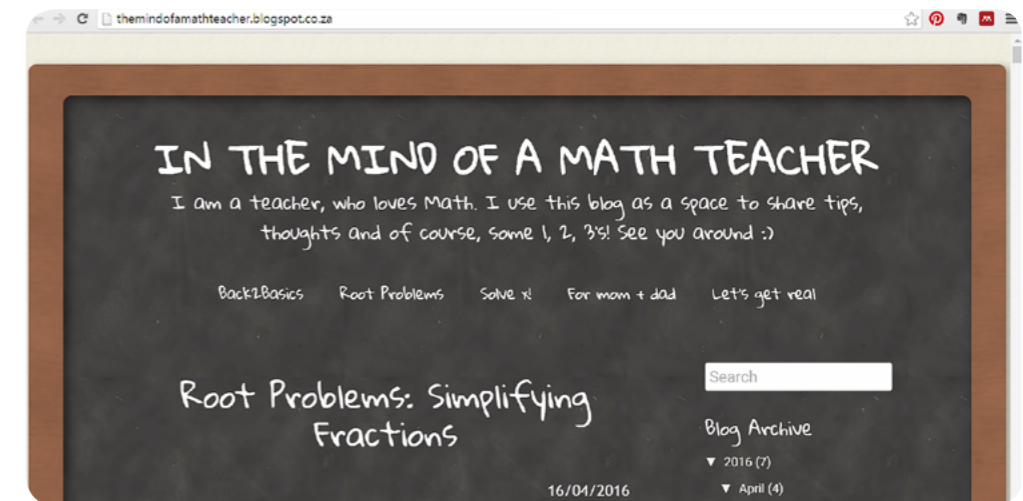 themindofamathteacher.blogspot.co.za
IN THE MIND OF A MATH TEACHER
I am a teacher, who loves Math. I use this blog as a space to share tips,
thoughts and of course, some 1, 2, 3's! See you around :)
Back2Basics Root Problems Solve x! For mom + dad Let's get real
Root Problems: Simplifying
Fractions
16/04/2016
Search
Blog Archive
▼ 2016 (7)
▼ April (4)